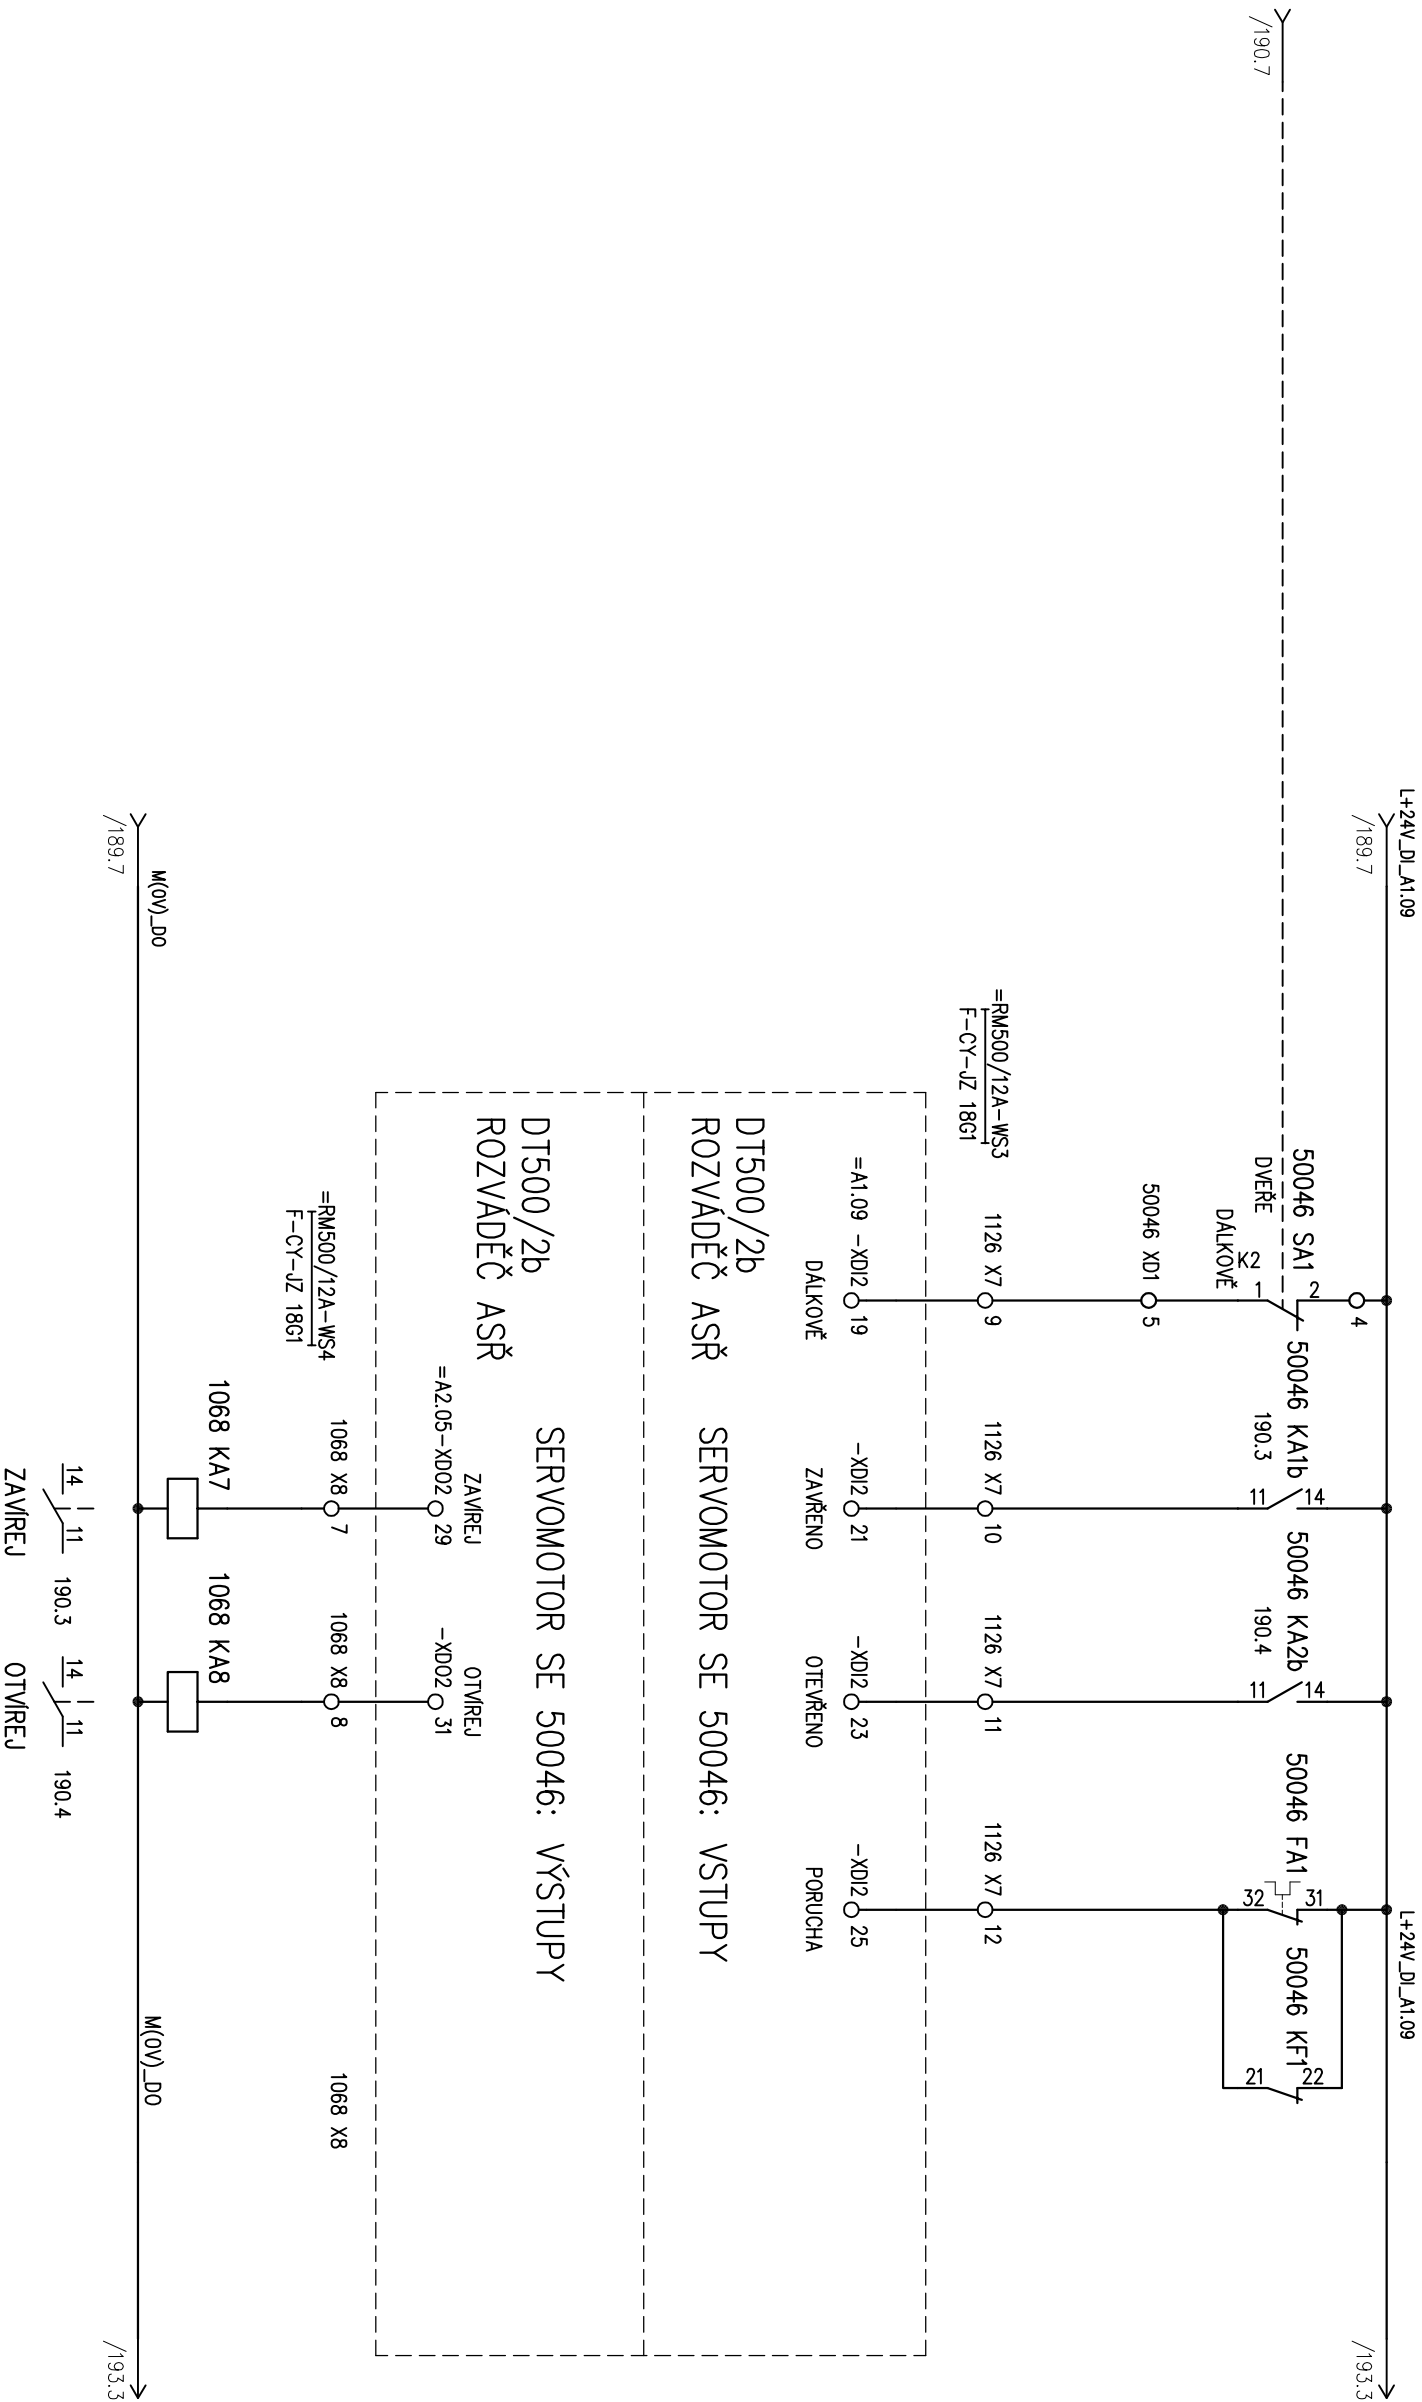 L+24V_DI_A1.09
L+24V_DI_A1.09
/189.7
/193.3
/190.7
50046 SA1
DVEŘE
K2
DÁLKOVĚ
1
2
4
50046 KA1b
190.3
11
14
50046 KA2b
190.4
11
14
50046 FA1
32
31
50046 KF1
21
22
50046 XD1
5
=RM500/12A-WS3
F-CY-JZ 18G1
1126 X7
9
1126 X7
10
1126 X7
11
1126 X7
12
=A1.09 -XDI2
19
-XDI2
21
-XDI2
23
-XDI2
25
DÁLKOVĚ
ZAVŘENO
OTEVŘENO
PORUCHA
DT500/2b
ROZVÁDĚČ ASŘ
SERVOMOTOR SE 50046: VSTUPY
DT500/2b
ROZVÁDĚČ ASŘ
SERVOMOTOR SE 50046: VÝSTUPY
ZAVÍREJ
OTVÍREJ
=A2.05-XDO2
29
-XDO2
31
=RM500/12A-WS4
F-CY-JZ 18G1
1068 X8
7
1068 X8
8
1068 X8
1068 KA7
1068 KA8
M(0V)_DO
M(0V)_DO
/189.7
/193.3
14
11
190.3
ZAVÍREJ
14
11
190.4
OTVÍREJ